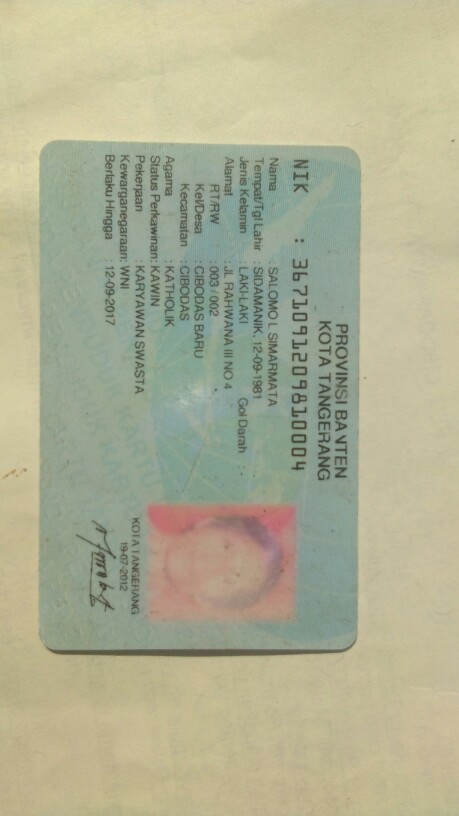 PROVINSI BANTEN
KOTA TANGERANG
NIK : 3671091209810004
Nama : SALOMO L SIMARMATA
Tempat/Tgl Lahir : SIDAMANIK, 12-09-1981
Jenis Kelamin : LAKI-LAKI Gol Darah : -
Alamat : JL RAHWANA III NO 4
RT/RW : 003 / 002
Kel/Desa : CIBODAS BARU
Kecamatan : CIBODAS
Agama : KATHOLIK
Status Perkawinan: KAWIN
Pekerjaan : KARYAWAN SWASTA
Kewarganegaraan: WNI
Berlaku Hingga : 12-09-2017
KOTA TANGERANG
19-07-2012